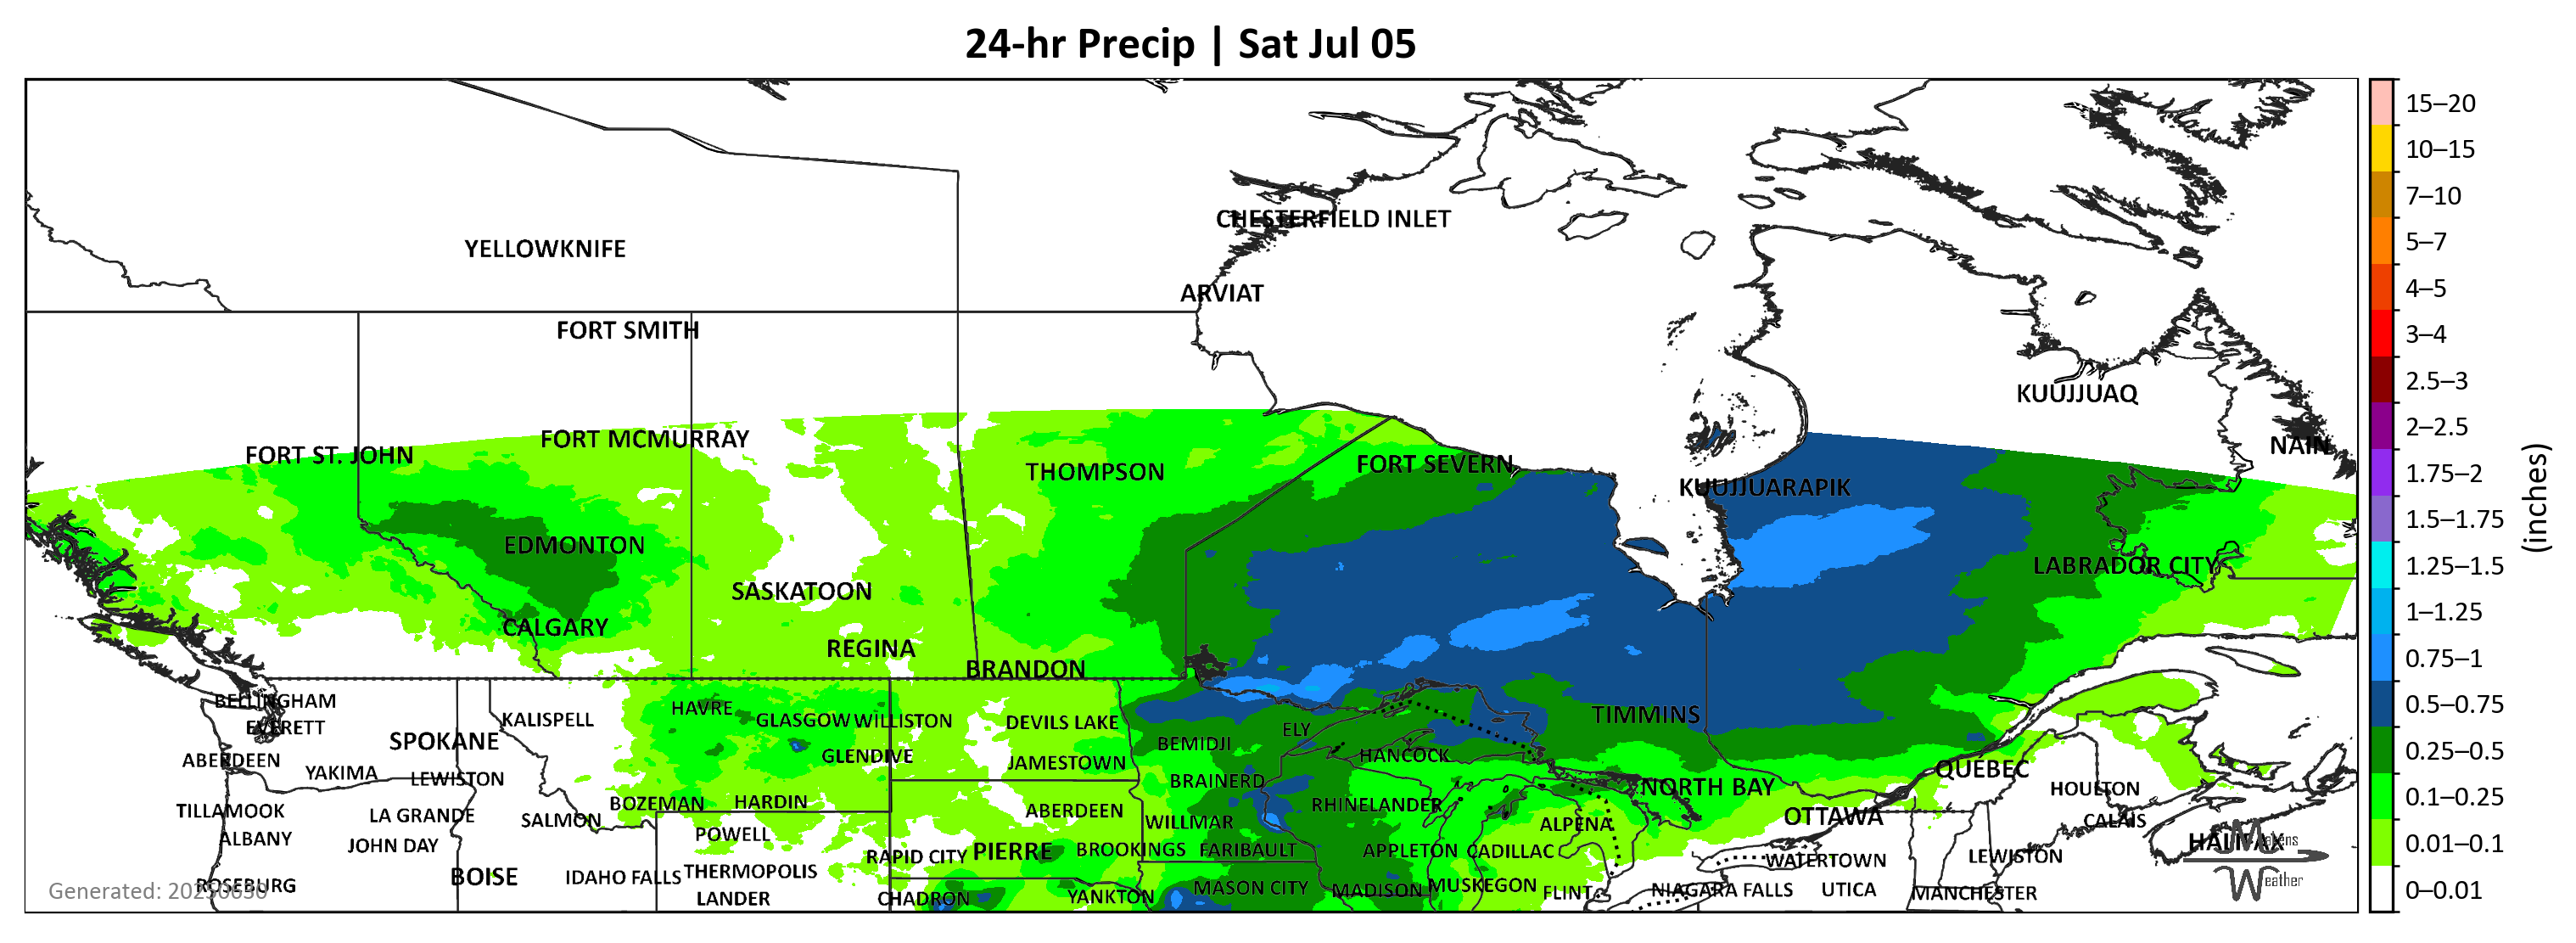 24-hr Precip | Sat Jul 05
CHESTERFIELD INLET
YELLOWKNIFE
ARVIAT
FORT SMITH
KUUJJUAQ
FORT MCMURRAY
NAIN
FORT ST. JOHN
THOMPSON
FORT SEVERN
KUUJJUARAPIK
EDMONTON
LABRADOR CITY
SASKATOON
CALGARY
REGINA
BRANDON
BELLINGHAM
HAVRE
KALISPELL
GLASGOW
WILLISTON
DEVILS LAKE
TIMMINS
EVERETT
ELY
SPOKANE
BEMIDJI
HANCOCK
GLENDIVE
ABERDEEN
JAMESTOWN
QUEBEC
YAKIMA
LEWISTON
BRAINERD
NORTH BAY
HOULTON
BOZEMAN
HARDIN
RHINELANDER
TILLAMOOK
ABERDEEN
LA GRANDE
SALMON
WILLMAR
ALPENA
OTTAWA
CALAIS
ALBANY
POWELL
HALIFAX
JOHN DAY
PIERRE
BROOKINGS
FARIBAULT
APPLETON
CADILLAC
RAPID CITY
WATERTOWN
LEWISTON
THERMOPOLIS
BOISE
IDAHO FALLS
ROSEBURG
MASON CITY
MADISON
MUSKEGON
FLINT
NIAGARA FALLS
UTICA
MANCHESTER
LANDER
CHADRON
YANKTON
Generated: 20250630
Weather
15–20
10–15
7–10
5–7
4–5
3–4
2.5–3
2–2.5
1.75–2
1.5–1.75
1.25–1.5
1–1.25
0.75–1
0.5–0.75
0.25–0.5
0.1–0.25
0.01–0.1
0–0.01
(inches)